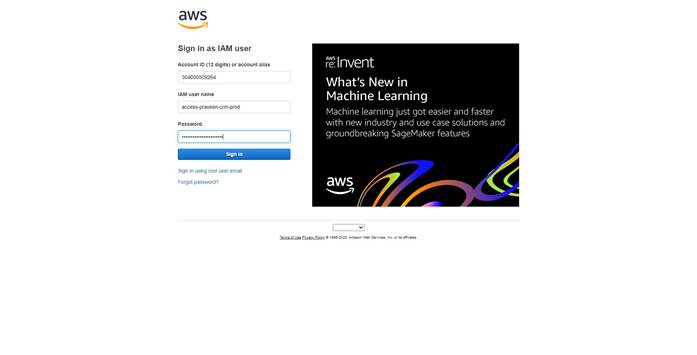 aws
Sign in as IAM user
Account ID (12 digits) or account alias
304000009264
IAM user name
access-praveen-crm-prod
Password
Sign in
Sign in using root user email
Forgot password?
AWS
re:Invent
What's New in
Machine Learning
Machine learning just got easier and faster
with new industry and use case solutions and
groundbreaking SageMaker features
aws
Terms of Use Privacy Policy © 1996-2020, Amazon Web Services, Inc. or its affiliates.